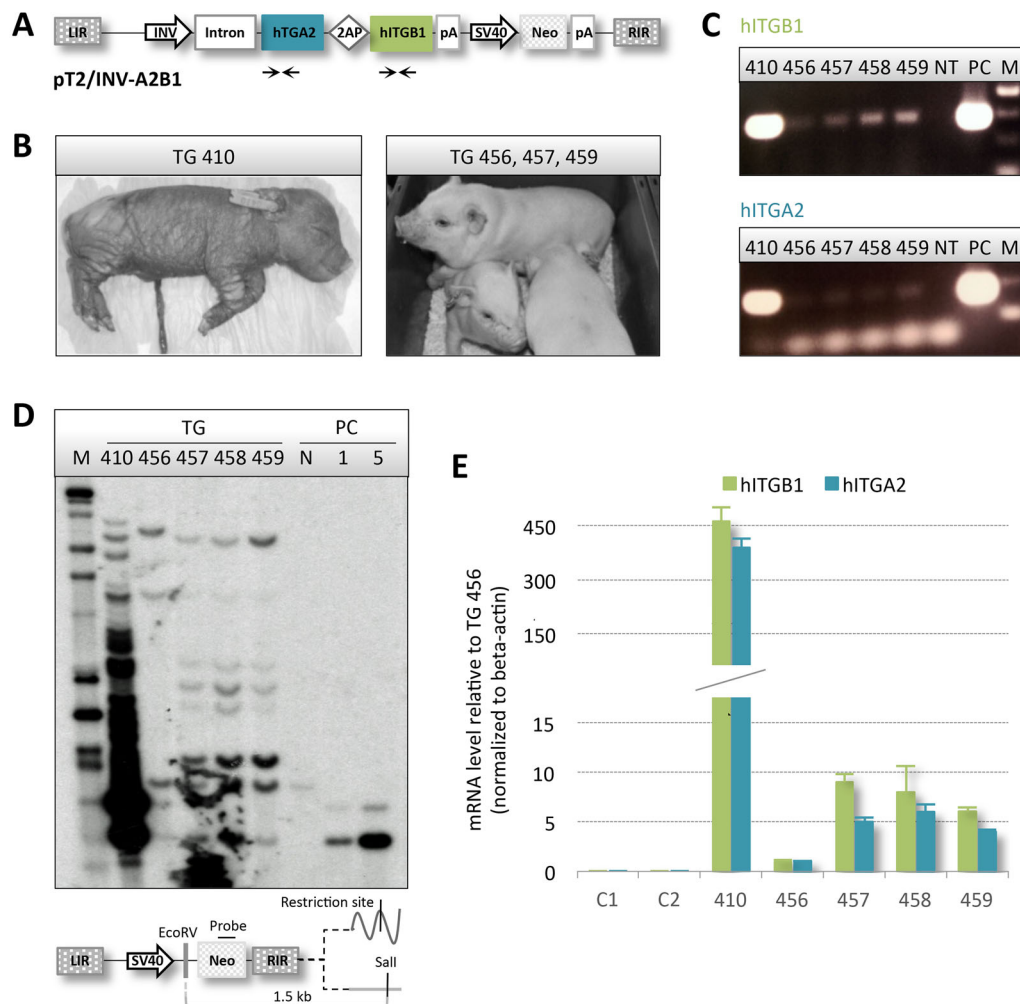 A
LIR INV Intron hTGA2 2AP hITGB1 pA SV40 Neo pA RIR
pT2/INV-A2B1
B
TG 410
TG 456, 457, 459
C
hITGB1
410 456 457 458 459 NT PC M
hITGA2
410 456 457 458 459 NT PC M
D
TG PC
M 410 456 457 458 459 N 1 5
Restriction site
EcoRV Probe
LIR SV40 Neo RIR
SalI
1.5 kb
E
hITGB1 hITGA2
mRNA level relative to TG 456
(normalized to beta-actin)
450
300
150
15
10
5
0
C1 C2 410 456 457 458 459